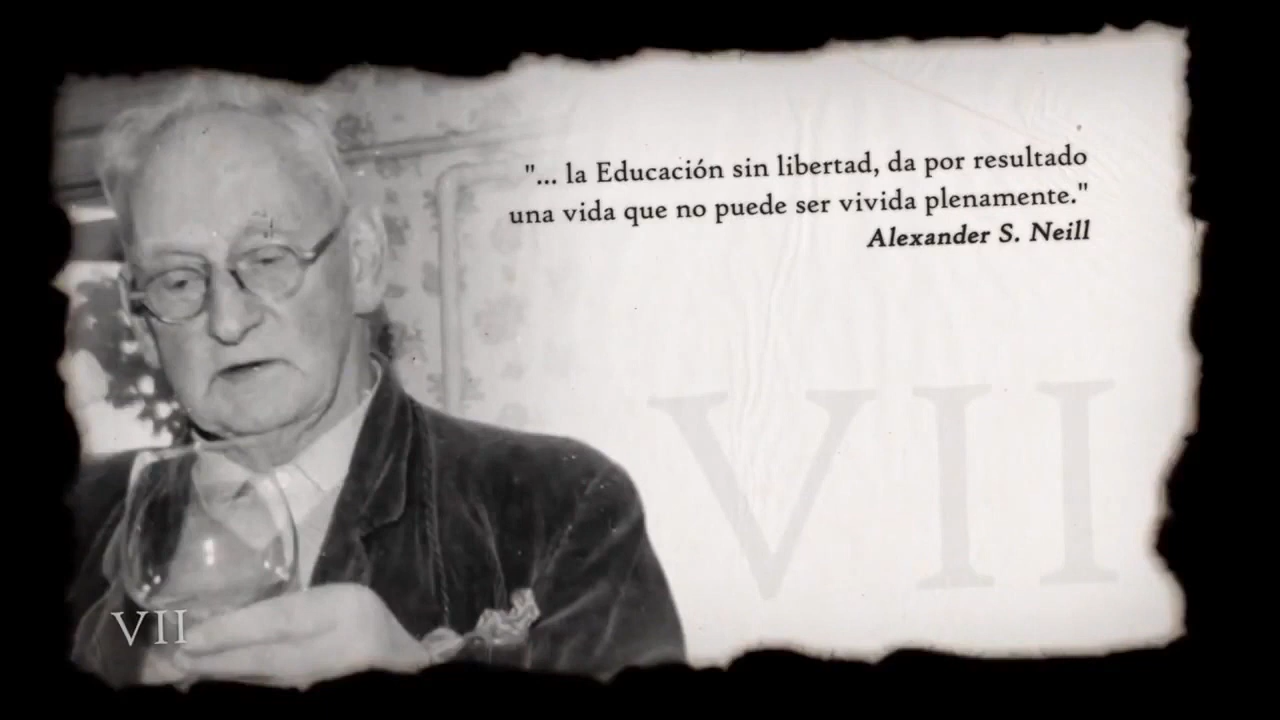 "... la Educación sin libertad, da por resultado
una vida que no puede ser vivida plenamente."
Alexander S. Neill
VII
VII